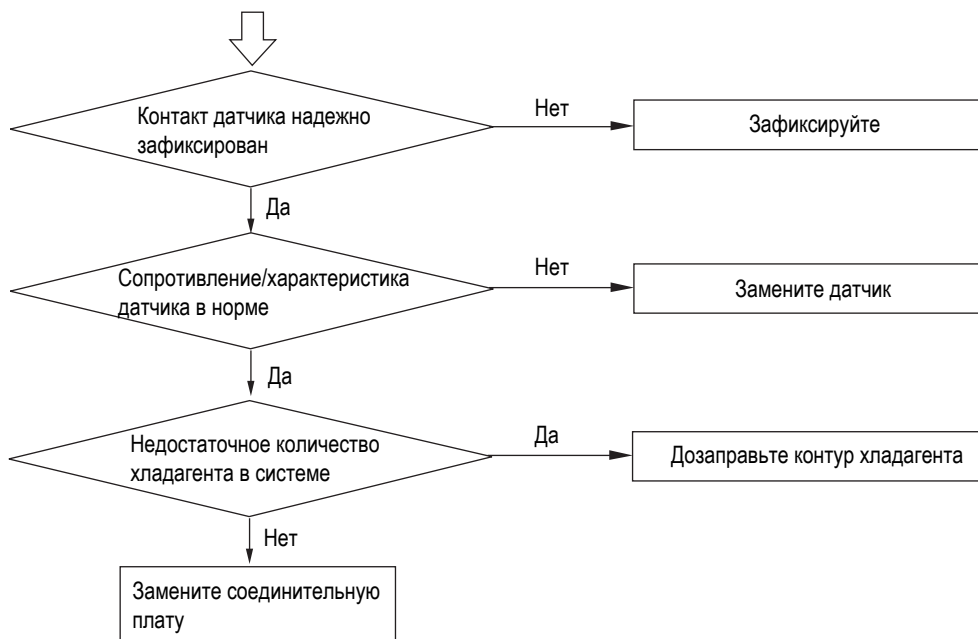 Контакт датчика надежно
зафиксирован
Нет
Зафиксируйте
Да
Сопротивление/характеристика
датчика в норме
Нет
Замените датчик
Да
Недостаточное количество
хладагента в системе
Да
Дозаправьте контур хладагента
Нет
Замените соединительную
плату